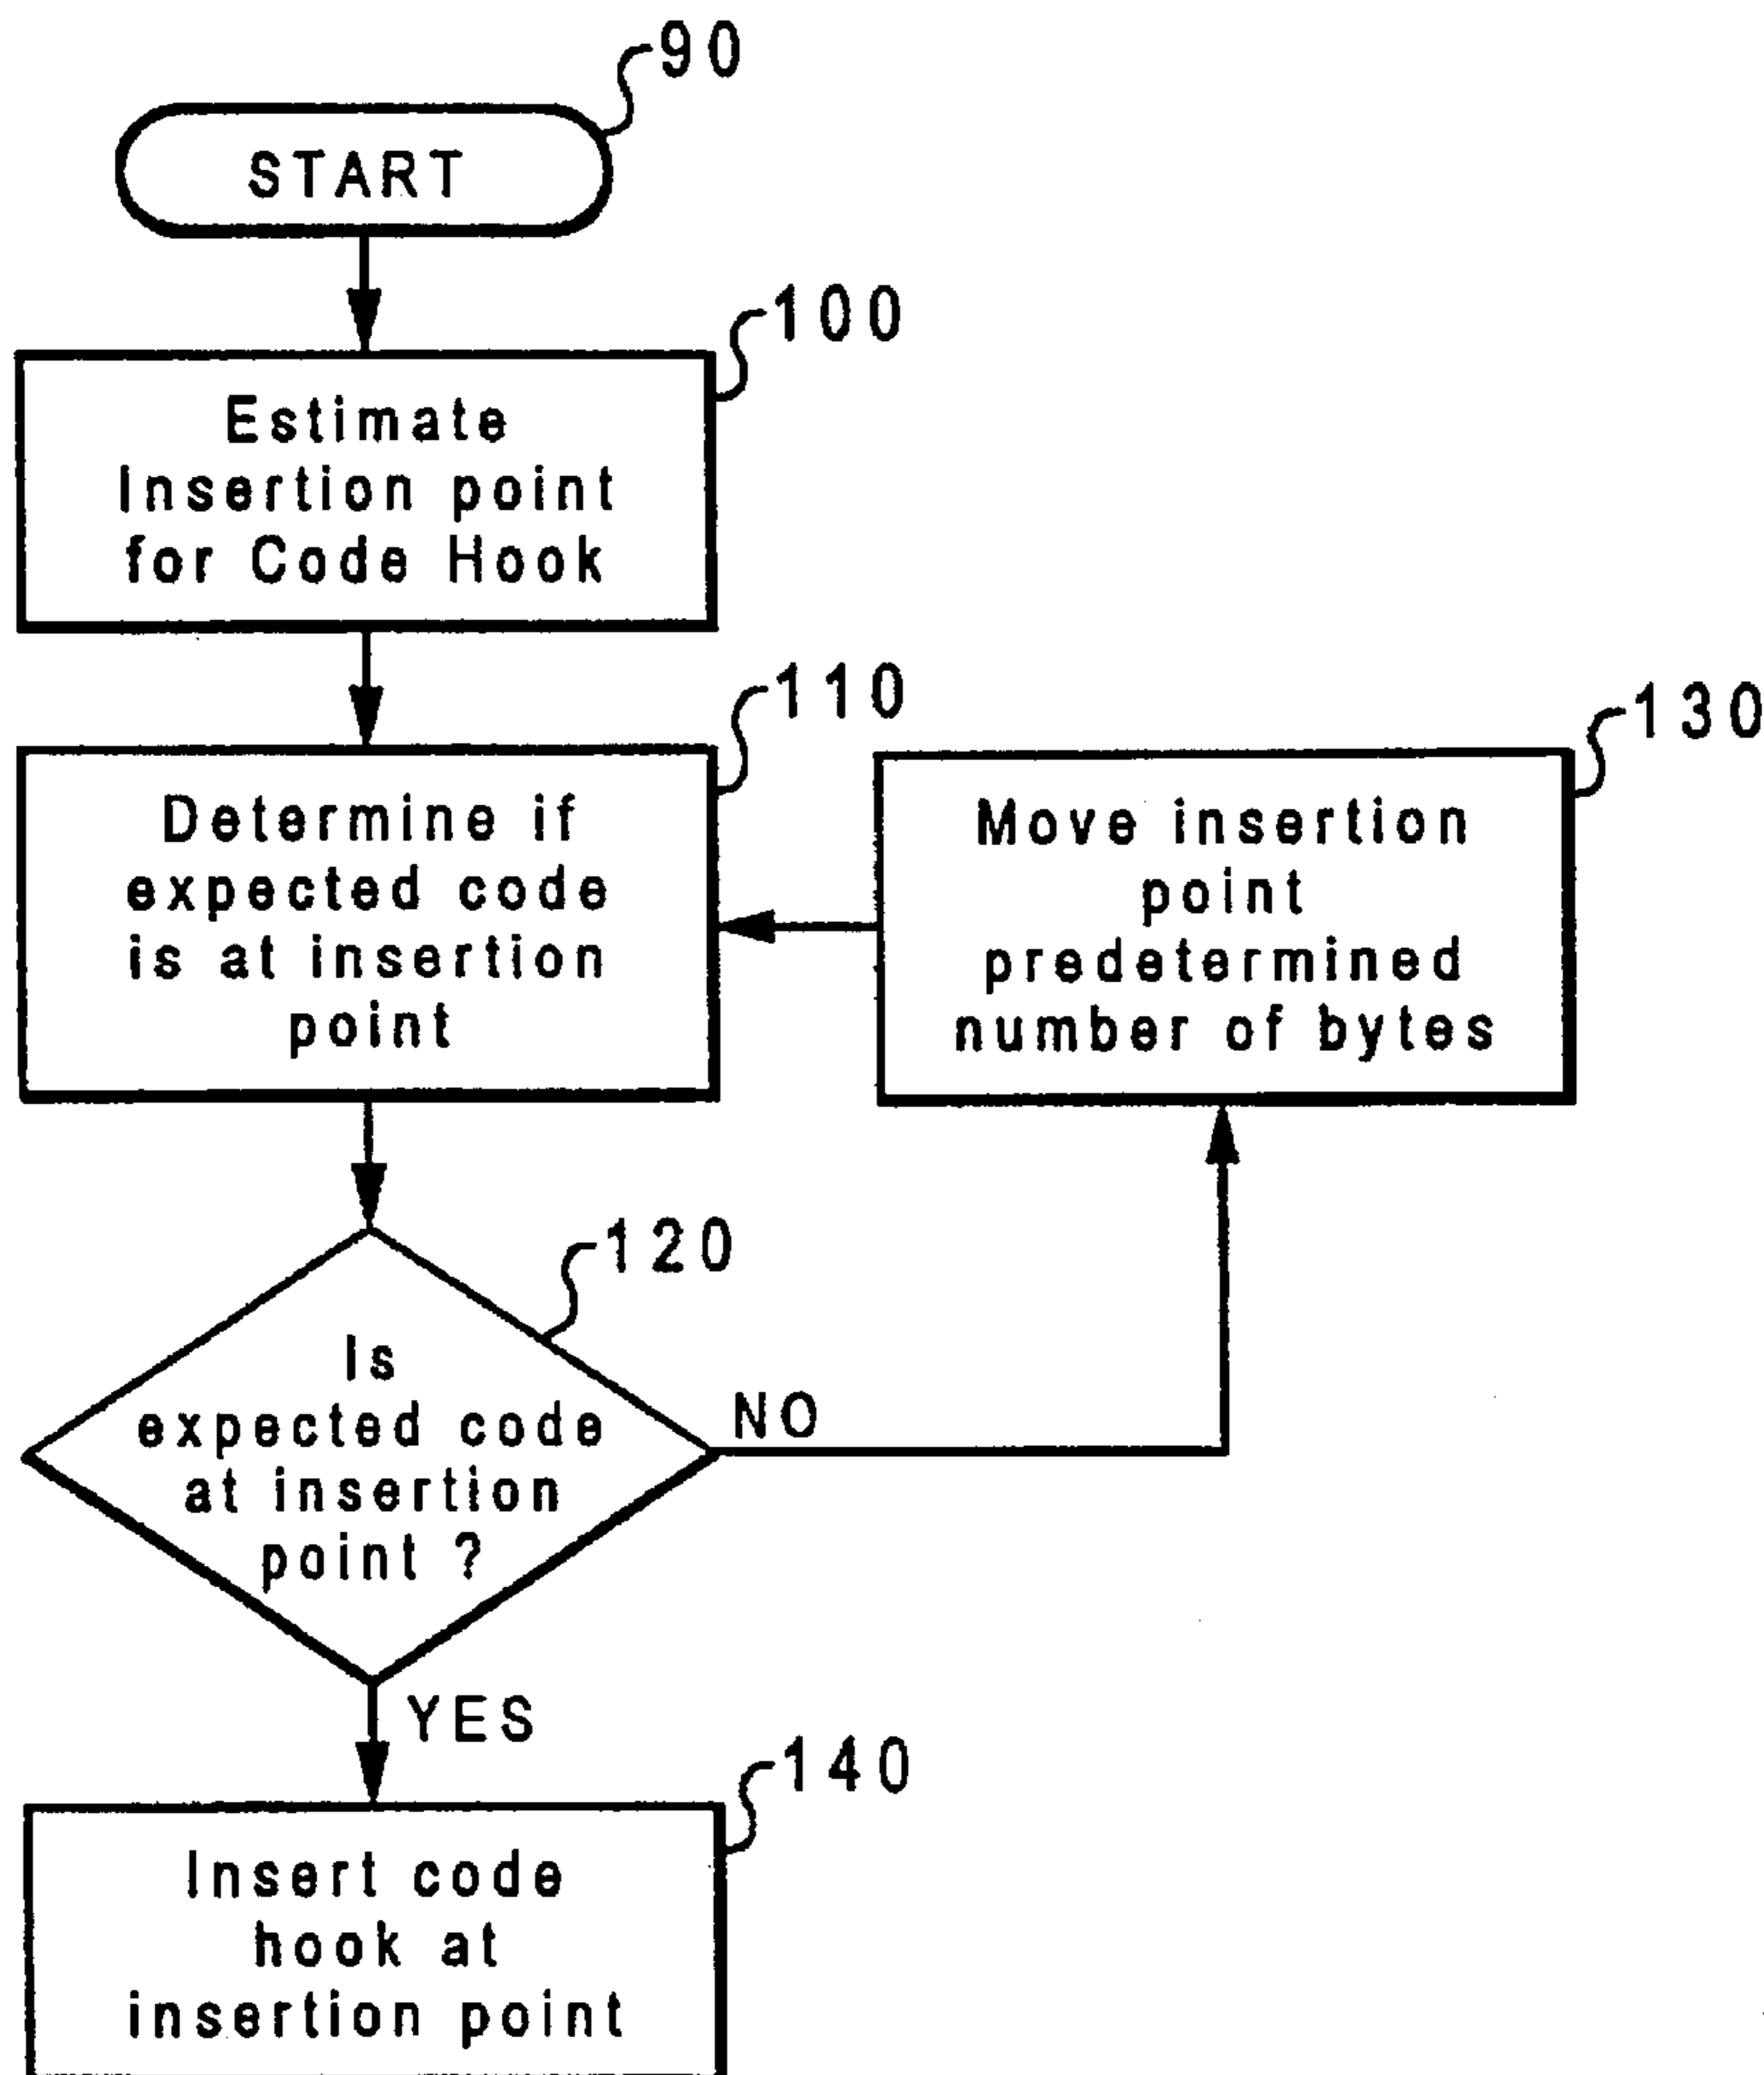 90
START
100
Estimate
Insertion point
for Code Hook
110
Determine if
expected code
is at insertion
point
130
Move insertion
point
predetermined
number of bytes
120
Is
expected code
at insertion
point ?
NO
YES
140
Insert code
hook at
insertion point